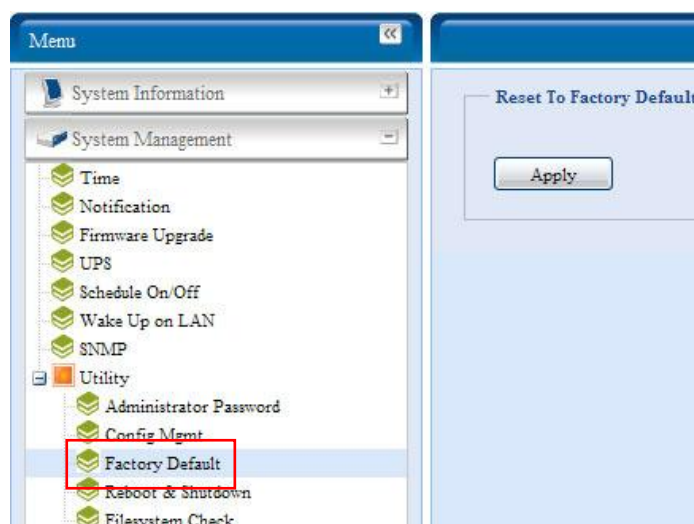 Menu
System Information
System Management
Time
Notification
Firmware Upgrade
UPS
Schedule On/Off
Wake Up on LAN
SNMP
Utility
Administrator Password
Config Mgmt
Factory Default
Reboot & Shutdown
Filesystem Check
Reset To Factory Default
Apply